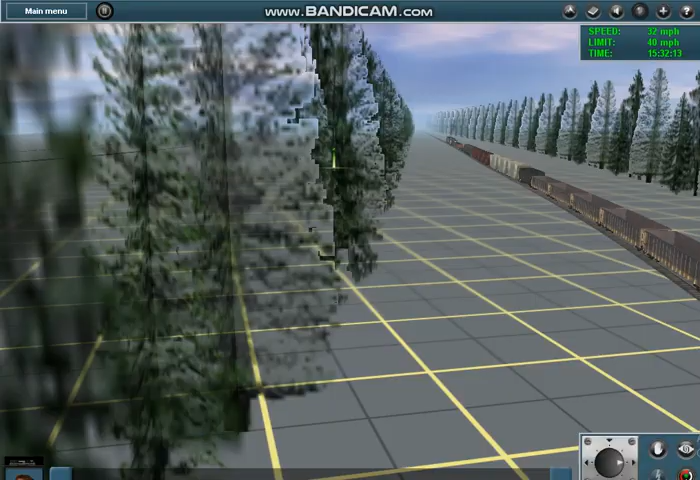 Main menu
www.BANDICAM.com
SPEED: 32 mph
LIMIT: 40 mph
TIME: 15:32:13